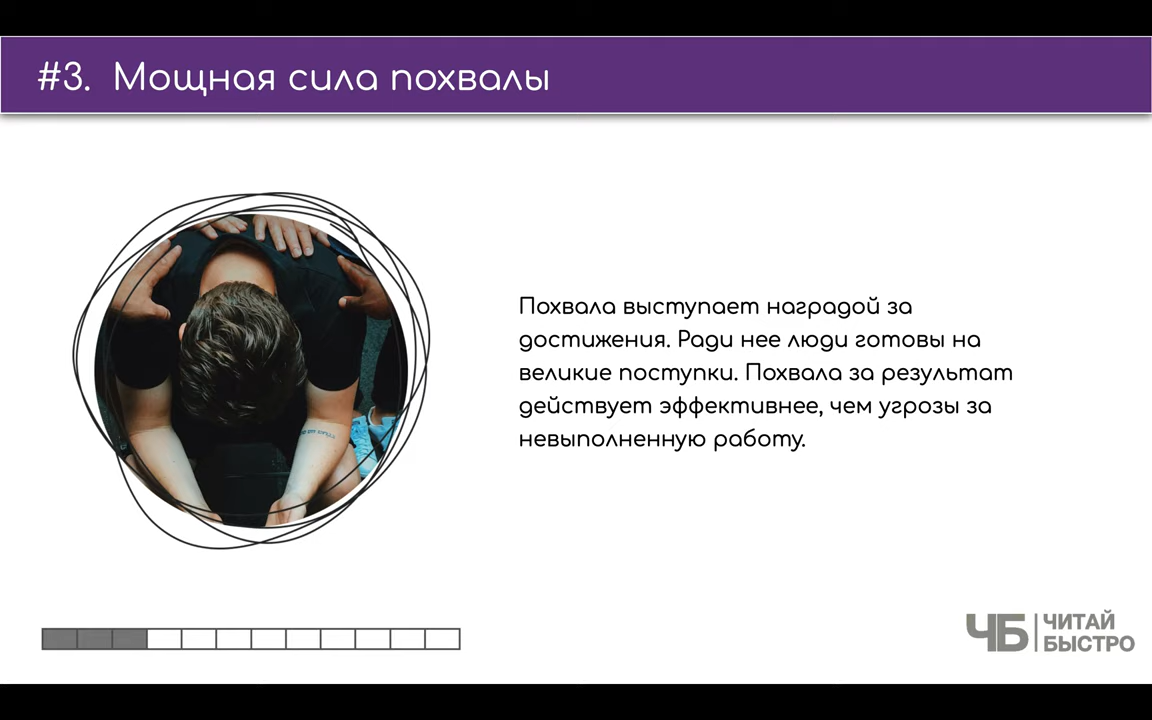 #3. Мощная сила похвалы
Похвала выступает наградой за
достижения. Ради нее люди готовы на
великие поступки. Похвала за результат
действует эффективнее, чем угрозы за
невыполненную работу.
ЧБ
ЧИТАЙ
БЫСТРО